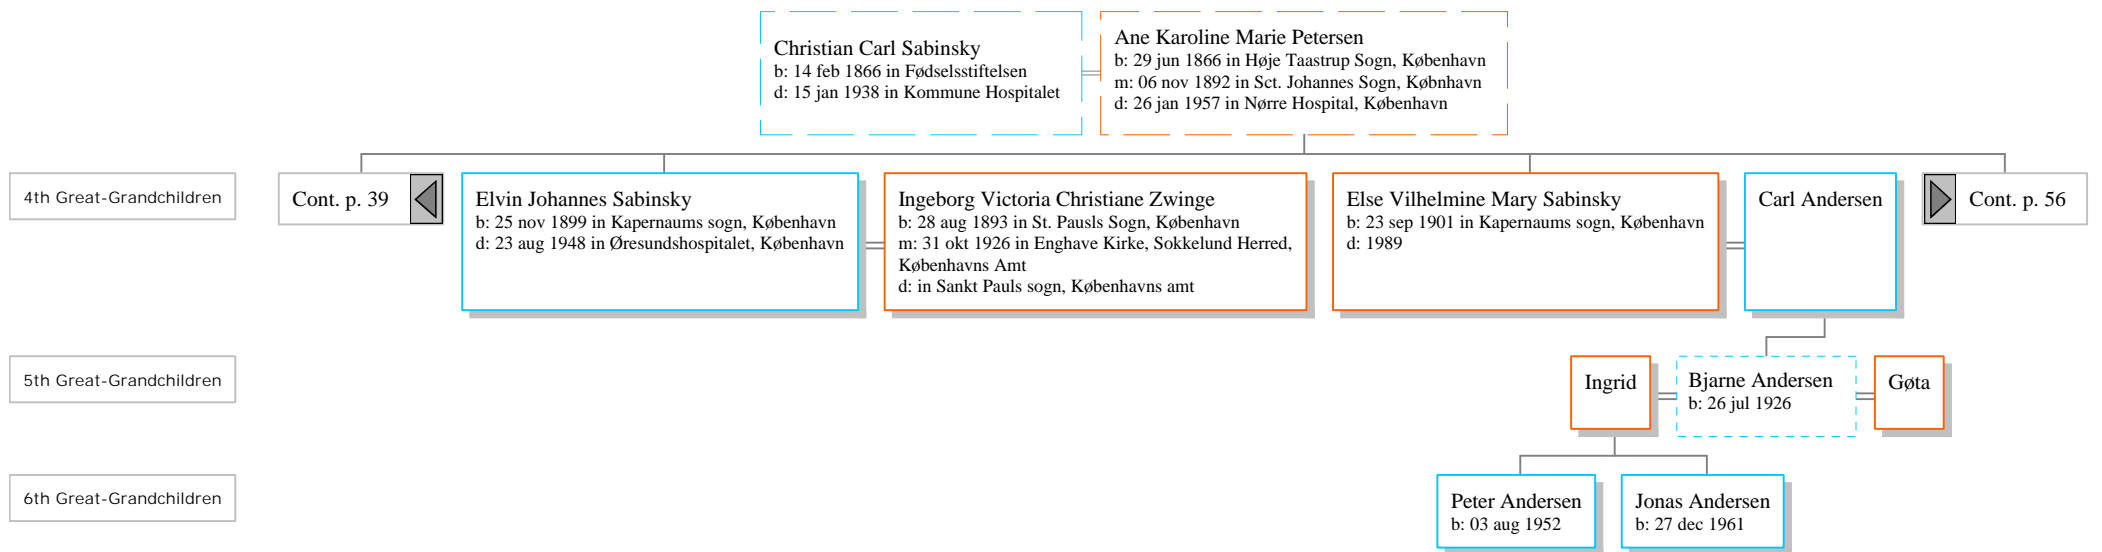 Christian Carl Sabinsky
b: 14 feb 1866 in Fødselsstiftelsen
d: 15 jan 1938 in Kommune Hospitalet
Ane Karoline Marie Petersen
b: 29 jun 1866 in Høje Taastrup Sogn, København
m: 06 nov 1892 in Sct. Johannes Sogn, Købnhavn
d: 26 jan 1957 in Nørre Hospital, København
4th Great-Grandchildren
Cont. p. 39
Elvin Johannes Sabinsky
b: 25 nov 1899 in Kapernaums sogn, København
d: 23 aug 1948 in Øresundshospitalet, København
Ingeborg Victoria Christiane Zwinge
b: 28 aug 1893 in St. Pausls Sogn, København
m: 31 okt 1926 in Enghave Kirke, Sokkelund Herred,
Københavns Amt
d: in Sankt Pauls sogn, Københavns amt
Else Vilhelmine Mary Sabinsky
b: 23 sep 1901 in Kapernaums sogn, København
d: 1989
Carl Andersen
Cont. p. 56
5th Great-Grandchildren
Ingrid
Bjarne Andersen
b: 26 jul 1926
Gøta
6th Great-Grandchildren
Peter Andersen
b: 03 aug 1952
Jonas Andersen
b: 27 dec 1961